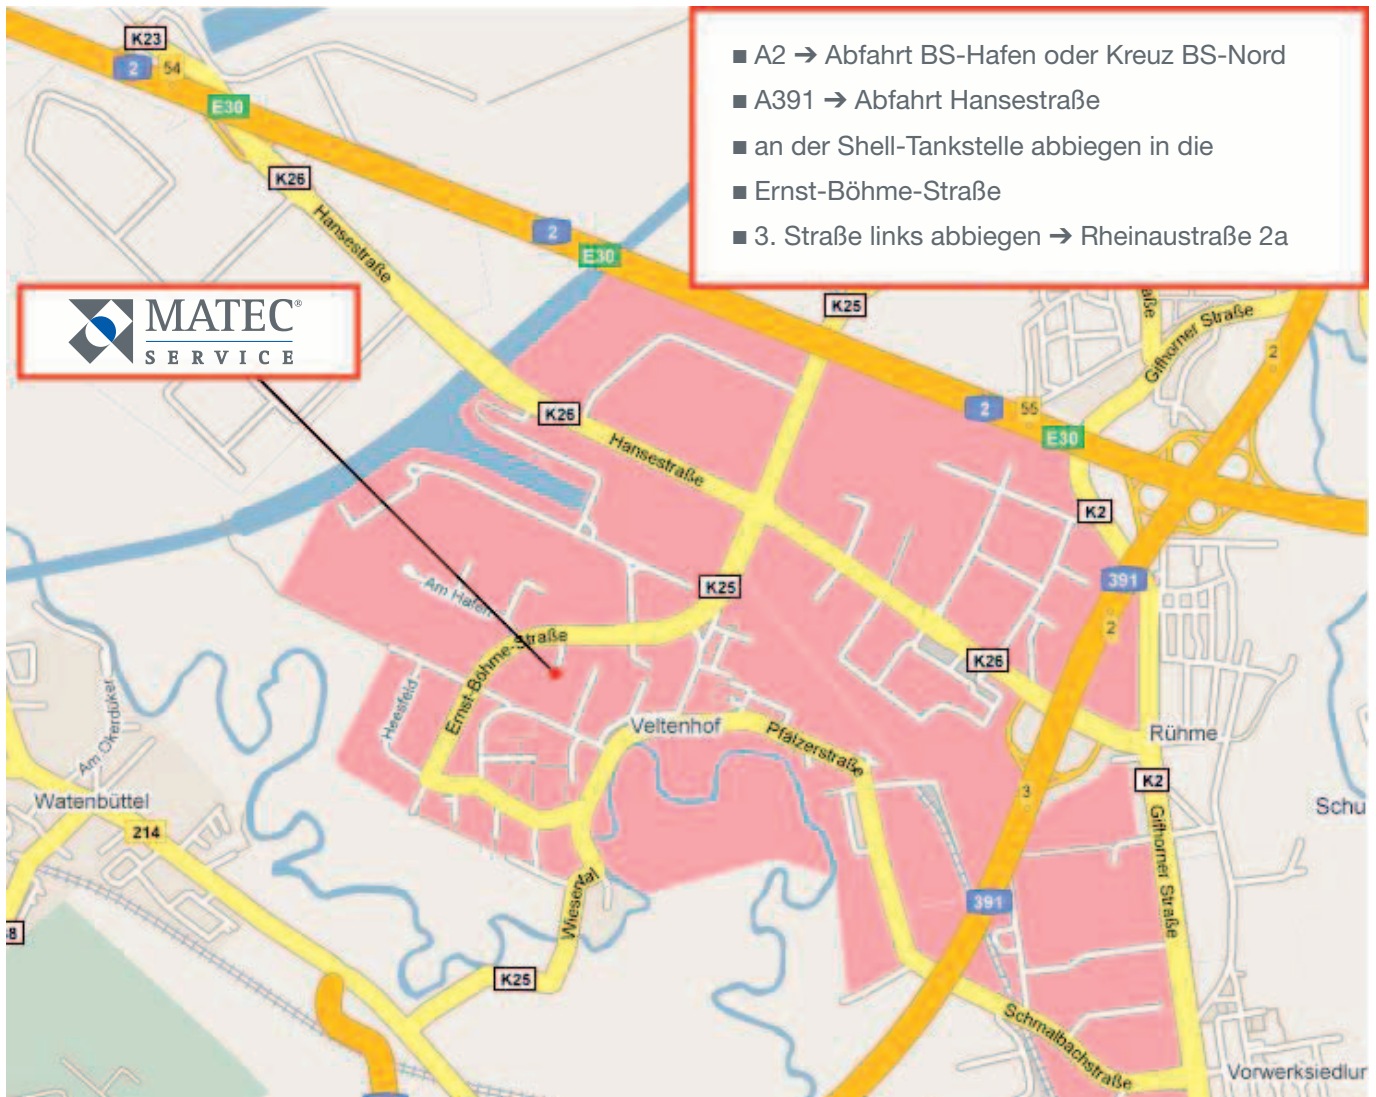 ■ A2 ➔ Abfahrt BS-Hafen oder Kreuz BS-Nord
■ A391 ➔ Abfahrt Hansestraße
■ an der Shell-Tankstelle abbiegen in die
■ Ernst-Böhme-Straße
■ 3. Straße links abbiegen ➔ Rheinaustraße 2a
K23
2 54
E30
K26
Hansestraße
2
E30
MATEC®
SERVICE
K25
aße
Gifhorner Straße
2
2 55
E30
K26
Hansestraße
K2
K25
391
2
Am Hafen
Ernst-Böhme-Straße
K26
Heesfeld
Veltenhof
Pfälzerstraße
Rühme
Am Okerdüker
K2
3
Watenbüttel
214
Schu
Gifhorner Straße
Wiesental
391
K25
Schmalbachstraße
Vorwerksiedlur